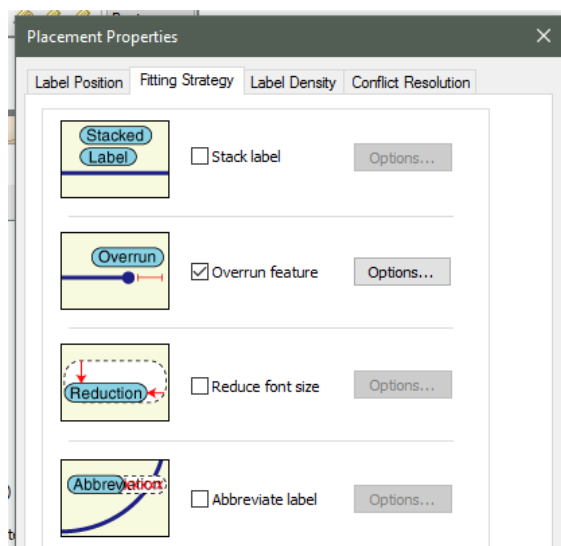 Placement Properties
Label Position Fitting Strategy Label Density Conflict Resolution
Stacked
Label
Stack label Options...
Overrun
Overrun feature Options...
Reduction
Reduce font size Options...
Abbreviation
Abbreviate label Options...